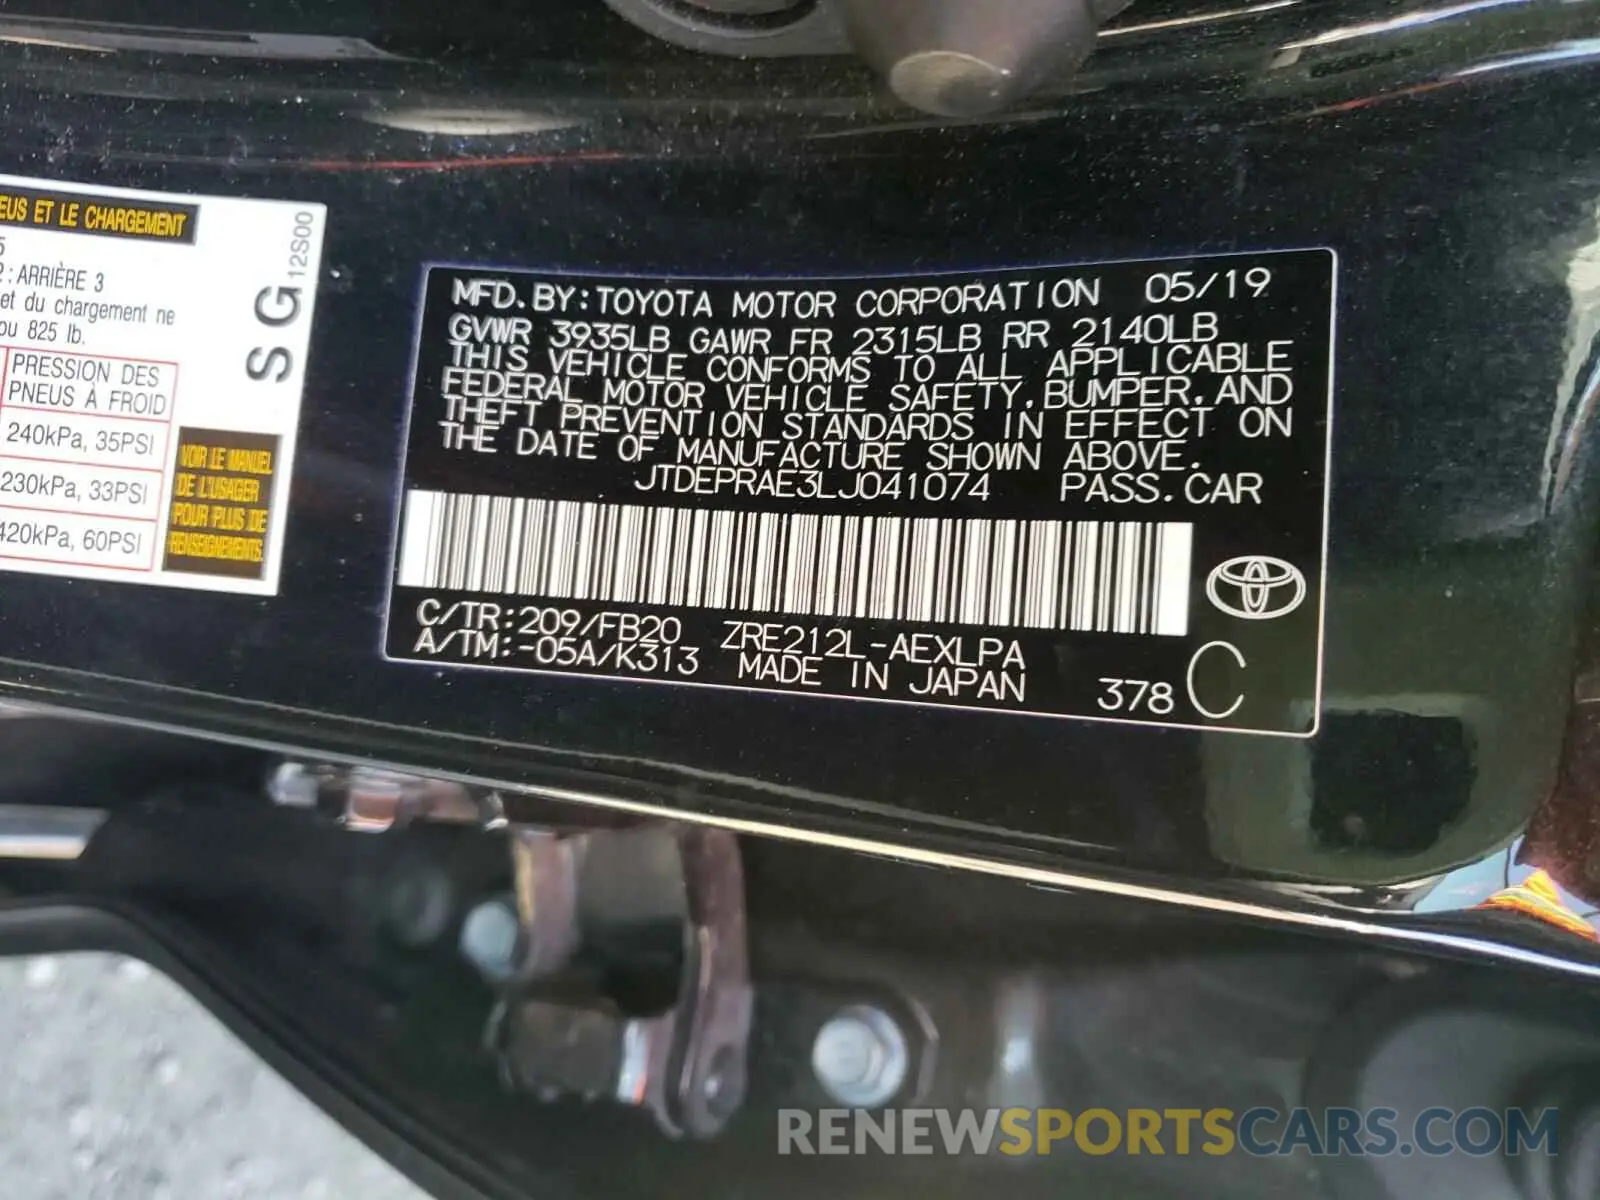 EUS ET LE CHARGEMENT
5
2 : ARRIÈRE 3
et du chargement ne
ou 825 lb.
PRESSION DES
PNEUS À FROID
240kPa, 35PSI
230kPa, 33PSI
420kPa, 60PSI
S G 12S00
VOIR LE MANUEL
DE L'USAGER
POUR PLUS DE
RENSEIGNEMENTS
MFD. BY: TOYOTA MOTOR CORPORATION 05/19
GVWR 3935LB GAWR FR 2315LB RR 2140LB
THIS VEHICLE CONFORMS TO ALL APPLICABLE
FEDERAL MOTOR VEHICLE SAFETY, BUMPER, AND
THEFT PREVENTION STANDARDS IN EFFECT ON
THE DATE OF MANUFACTURE SHOWN ABOVE.
JTDEPRAE3LJ041074 PASS. CAR
C/TR: 209/FB20 ZRE212L-AEXLPA
A/TM: -05A/K313 MADE IN JAPAN 378 C
RENEWSPORTSCARS.COM